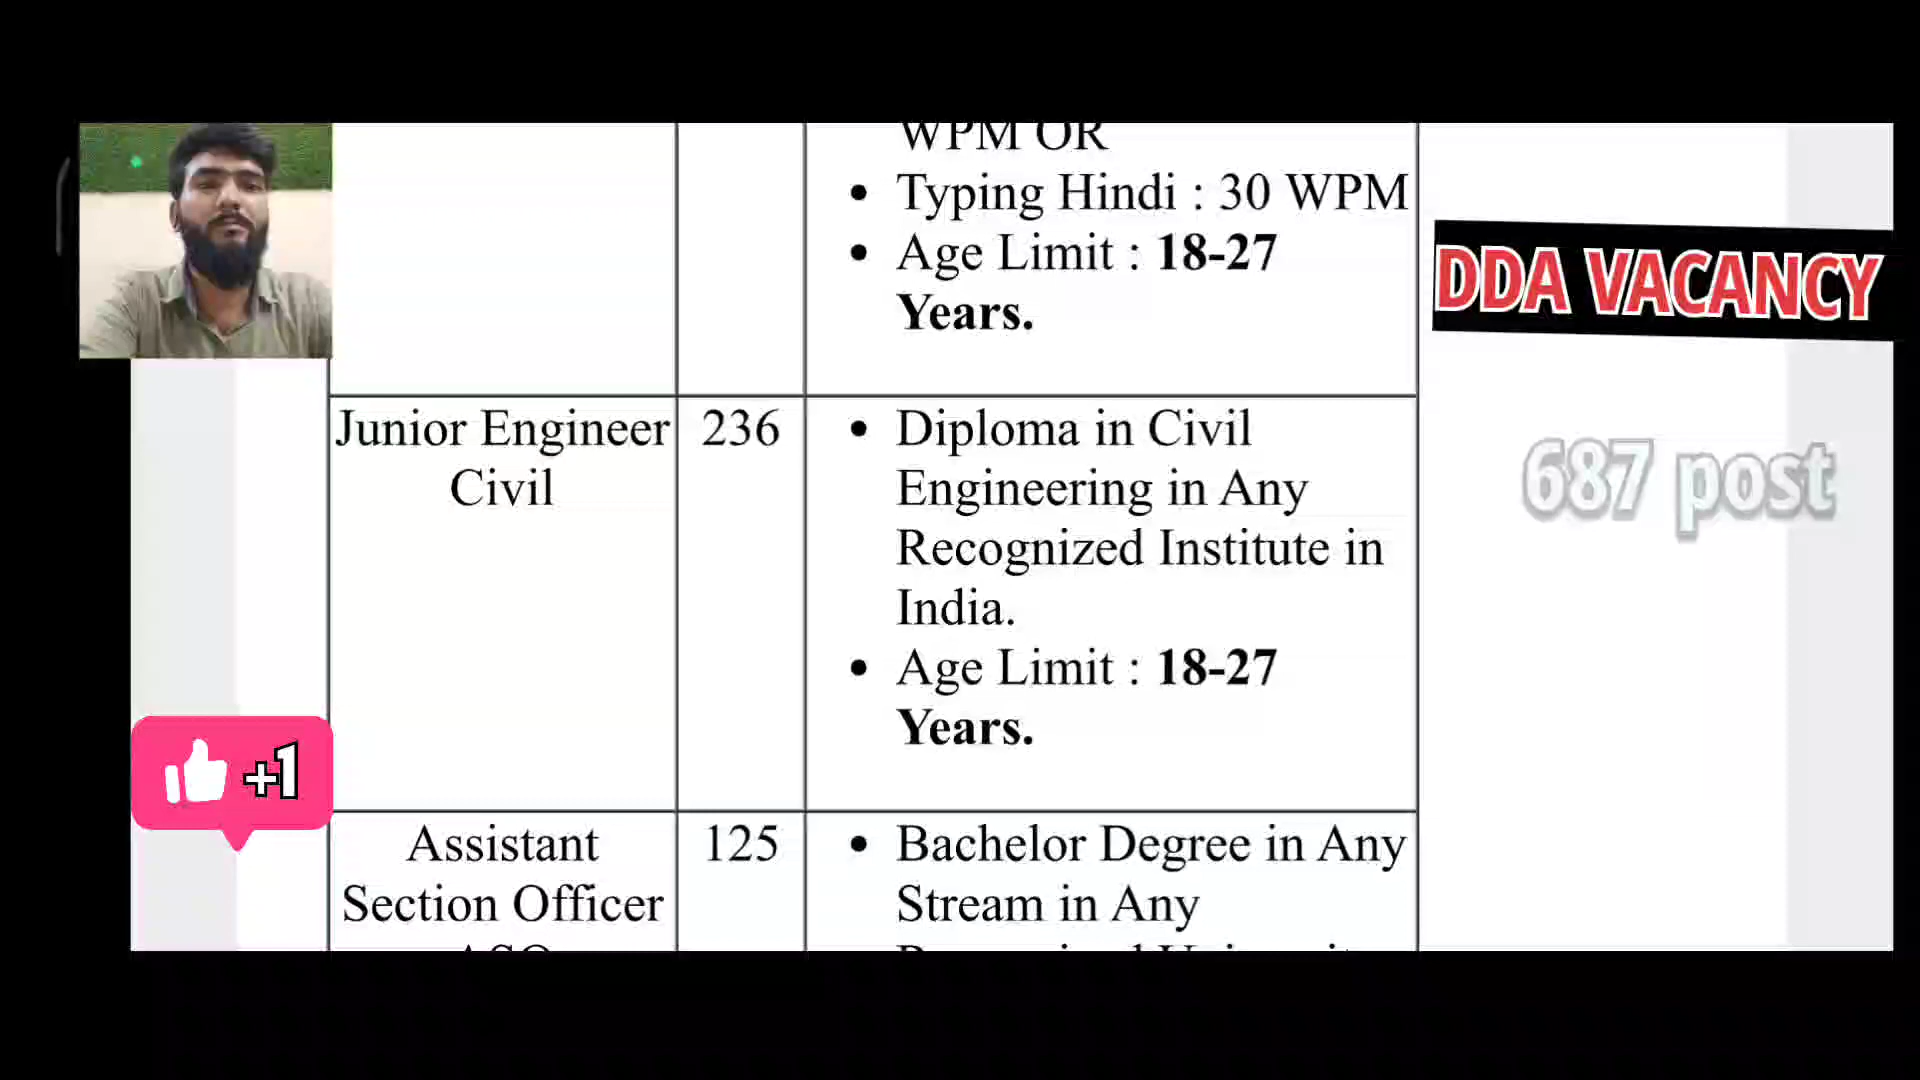 WPM OR
• Typing Hindi : 30 WPM
• Age Limit : 18-27
Years.
DDA VACANCY
Junior Engineer
Civil
236
• Diploma in Civil
Engineering in Any
Recognized Institute in
India.
• Age Limit : 18-27
Years.
687 post
+1
Assistant
Section Officer
125
• Bachelor Degree in Any
Stream in Any